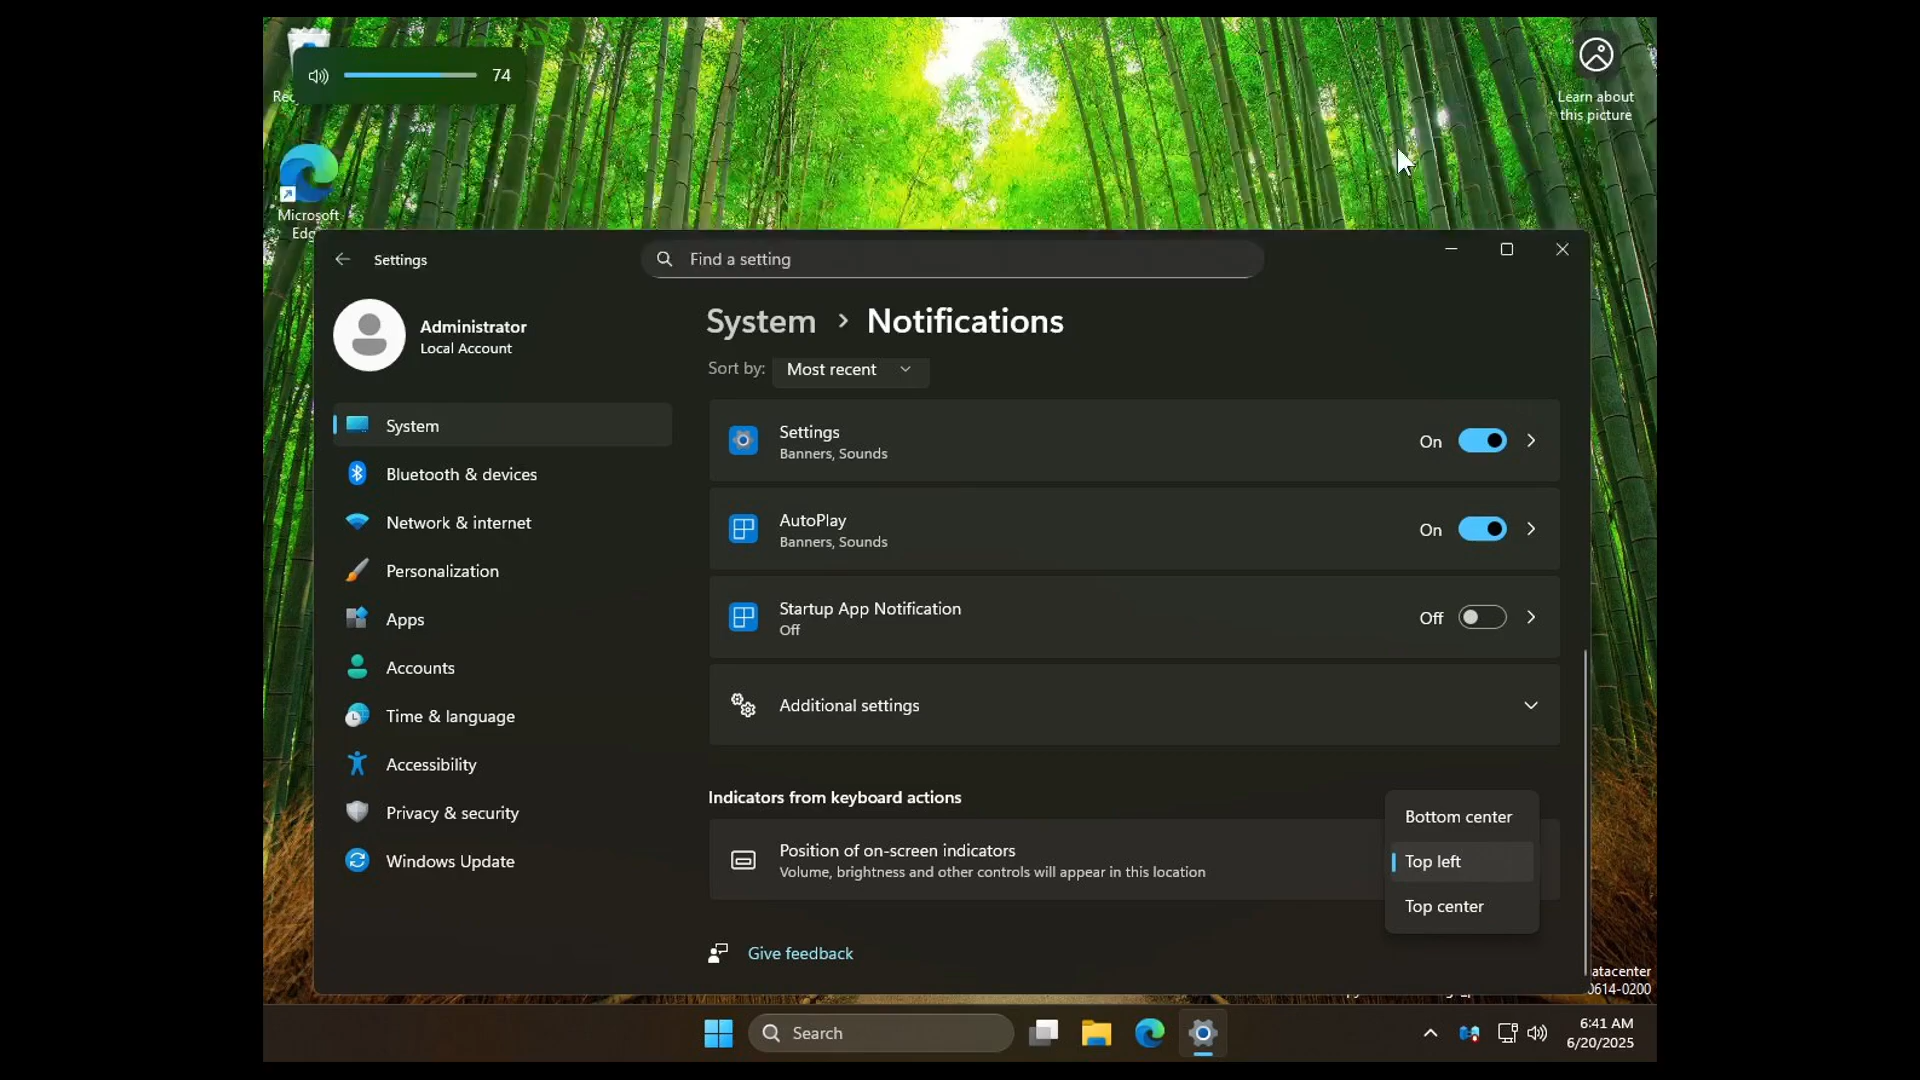 74
Learn about
this picture
Microsoft
Settings
Find a setting
Administrator
Local Account
System
Bluetooth & devices
Network & internet
Personalization
Apps
Accounts
Time & language
Accessibility
Privacy & security
Windows Update
System > Notifications
Sort by: Most recent
Settings
Banners, Sounds
On
AutoPlay
Banners, Sounds
On
Startup App Notification
Off
Off
Additional settings
Indicators from keyboard actions
Position of on-screen indicators
Volume, brightness and other controls will appear in this location
Bottom center
Top left
Top center
Give feedback
atacenter
0614-0200
Search
6:41 AM
6/20/2025